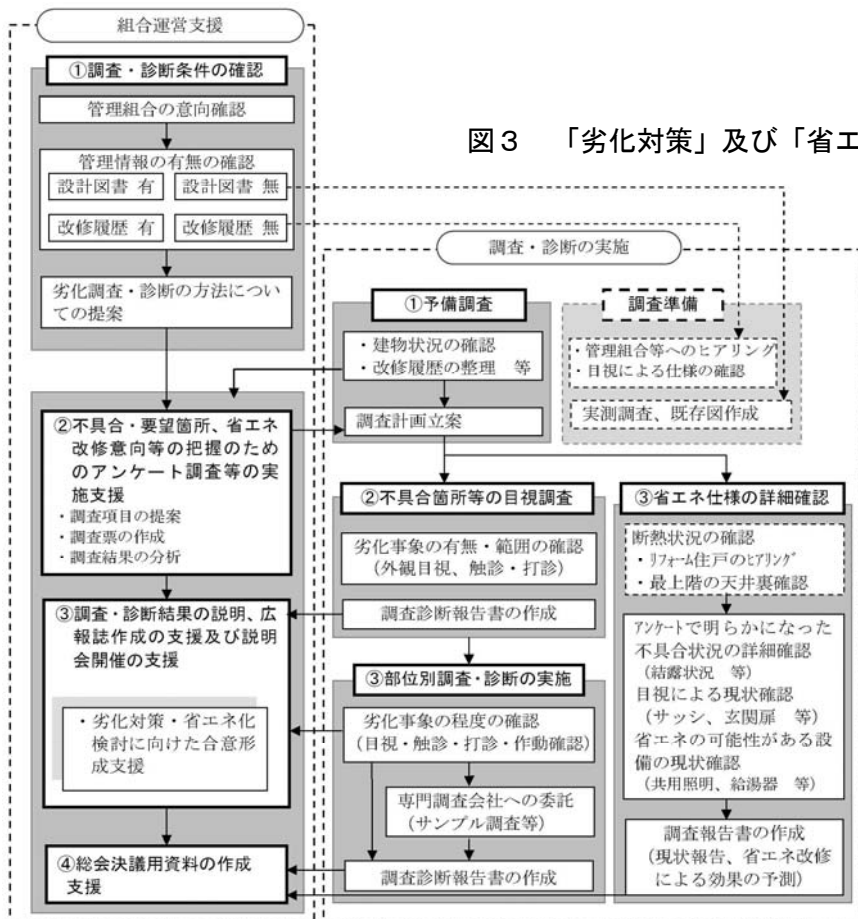 組合運営支援
①調査・診断条件の確認
管理組合の意向確認
管理情報の有無の確認
設計図書 有
設計図書 無
改修履歴 有
改修履歴 無
劣化調査・診断の方法につい
ての提案
②不具合・要望箇所、省エネ
改修意向等の把握のため
のアンケート調査等の実
施支援
・調査項目の提案
・調査票の作成
・調査結果の分析
③調査・診断結果の説明、広
報誌作成の支援及び説明
会開催の支援
・劣化対策・省エネ化
検討に向けた合意形
成支援
④総会決議用資料の作成
支援
図3 「劣化対策」及び「省エ
調査・診断の実施
①予備調査
・建物状況の確認
・改修履歴の整理 等
調査計画立案
調査準備
・管理組合等へのヒアリング
・目視による仕様の確認
実測調査、既存図作成
②不具合箇所等の目視調査
劣化事象の有無・範囲の確認
(外観目視、触診・打診)
調査診断報告書の作成
③部位別調査・診断の実施
劣化事象の程度の確認
(目視・触診・打診・作動確認)
専門調査会社への委託
(サンプル調査等)
調査診断報告書の作成
③省エネ仕様の詳細確認
断熱状況の確認
・リフォーム住戸のヒアリング
・最上階の天井裏確認
アンケートで明らかになった
不具合状況の詳細確認
(結露状況 等)
目視による現状確認
(サッシ、玄関扉 等)
省エネの可能性がある設
備の現状確認
(共用照明、給湯器 等)
調査報告書の作成
(現状報告、省エネ改修
による効果の予測)